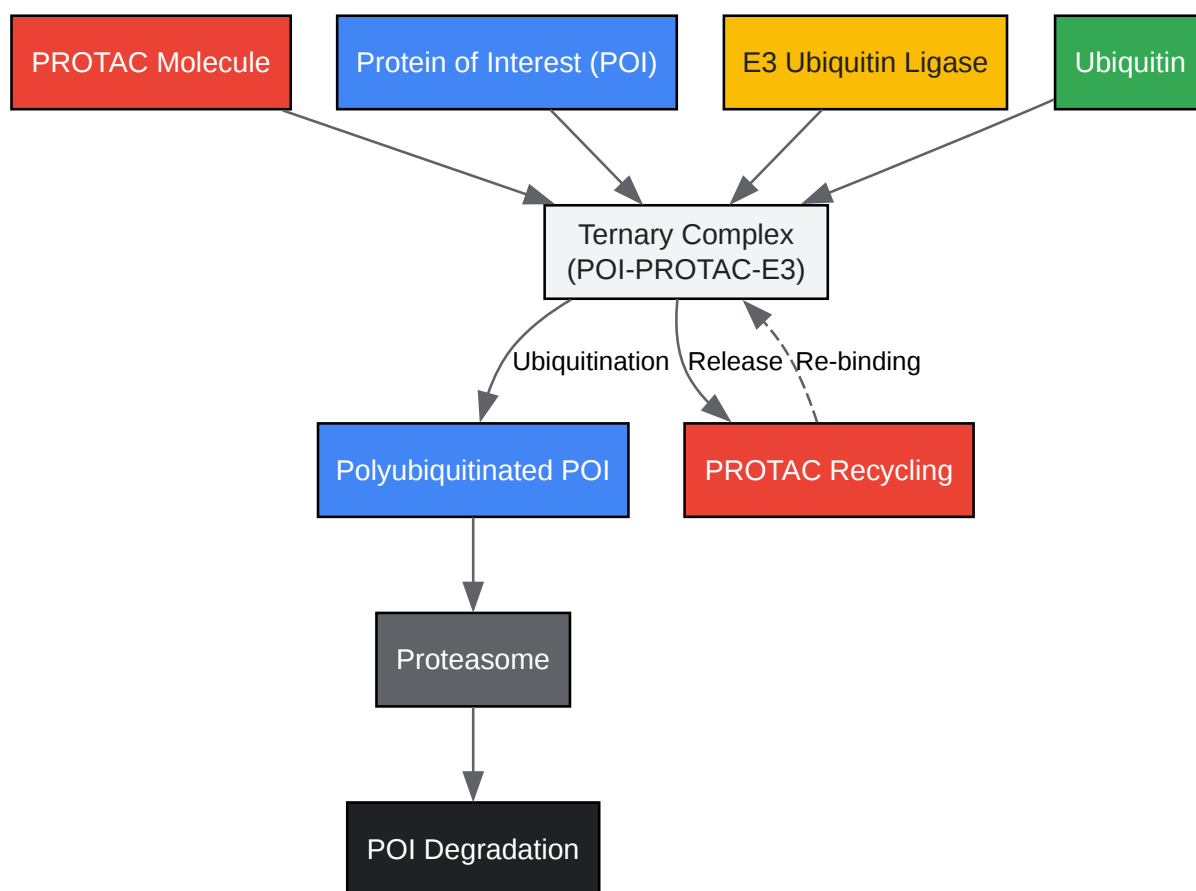 PROTAC Molecule
Protein of Interest (POI)
E3 Ubiquitin Ligase
Ubiquitin
Ternary Complex
(POI-PROTAC-E3)
Ubiquitination
Release
Re-binding
Polyubiquitinated POI
PROTAC Recycling
Proteasome
POI Degradation